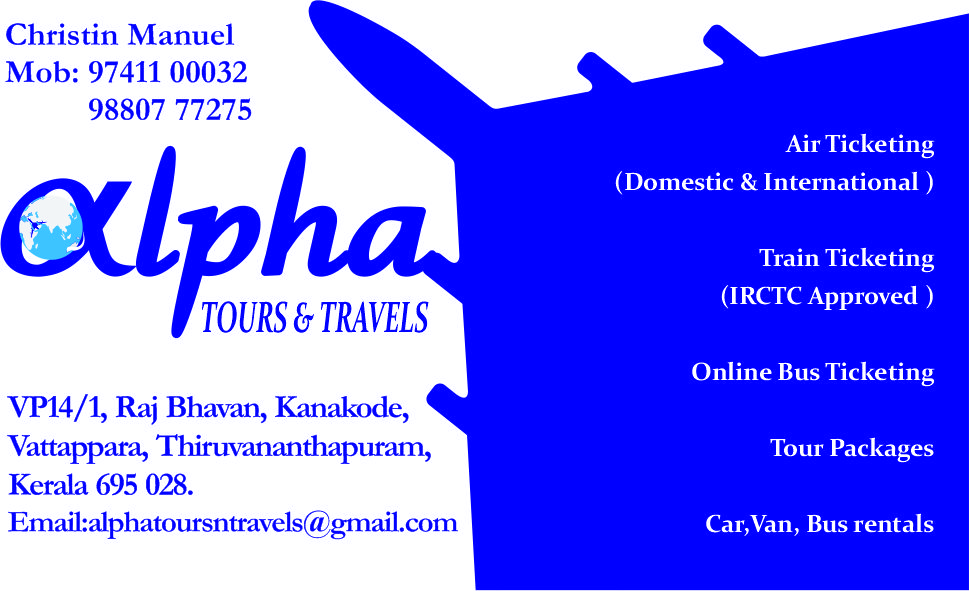 Christin Manuel
Mob: 97411 00032
98807 77275
αlpha
TOURS & TRAVELS
VP14/1, Raj Bhavan, Kanakode,
Vattappara, Thiruvananthapuram,
Kerala 695 028.
Email:alphatoursntravels@gmail.com
Air Ticketing
(Domestic & International )
Train Ticketing
(IRCTC Approved )
Online Bus Ticketing
Tour Packages
Car,Van, Bus rentals